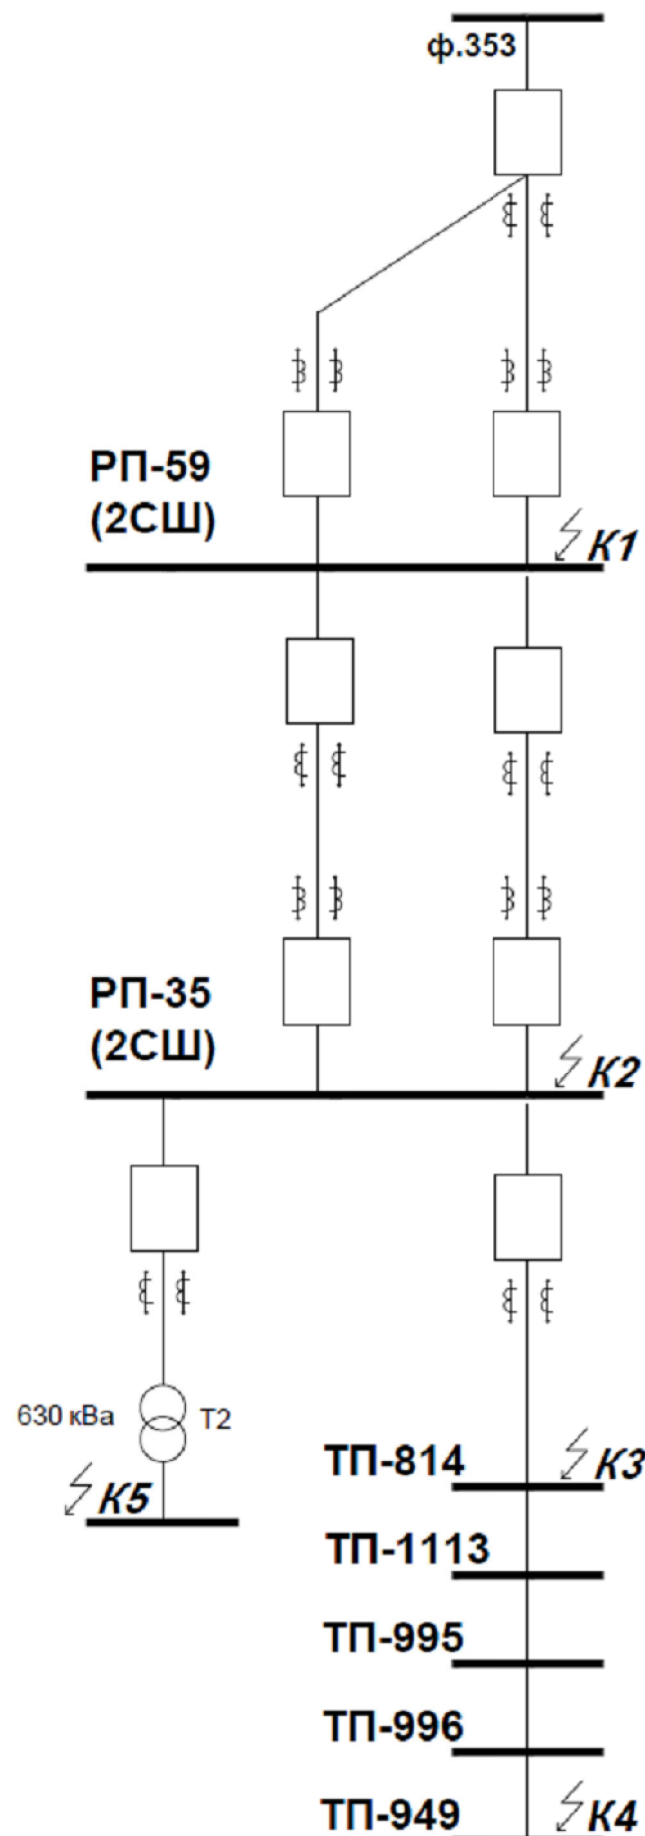 ф.353
РП-59
(2СШ)
К1
РП-35
(2СШ)
К2
630 кВа
Т2
К5
ТП-814
К3
ТП-1113
ТП-995
ТП-996
ТП-949
К4